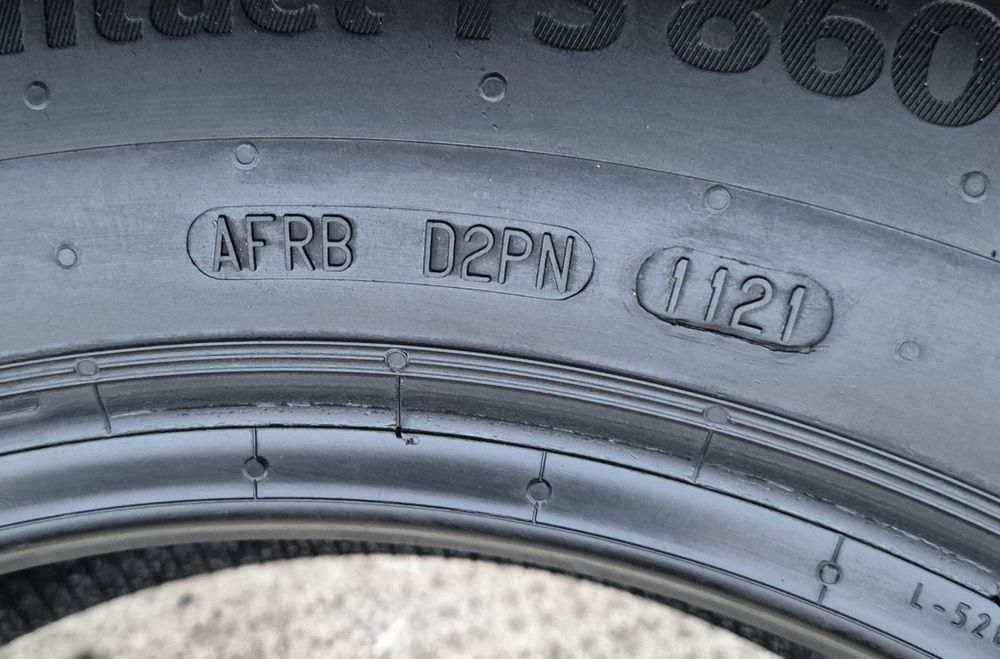 TS 860
AFRB D2PN 1121